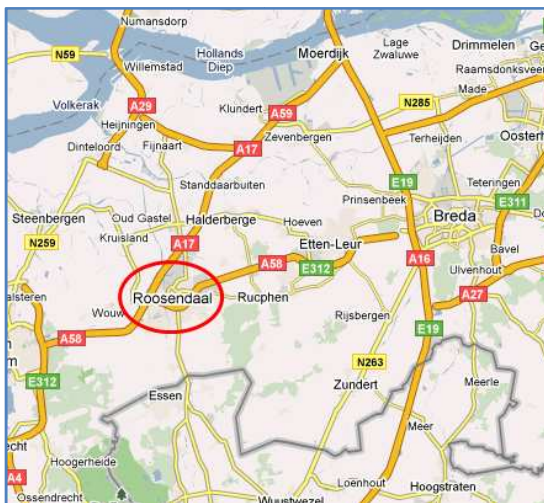 Numansdorp
N59
Hollands Diep
Willemstad
Moerdijk
Lage Zwaluwe
Drimmelen
Ge
Raamsdonksveer
Made
Volkerak
A29
Heijningen
Klundert
A59
N285
Zevenbergen
Terheijden
Oosterh
Dinteloord
Fijnaart
A17
Standdaarbuiten
E19
Teteringen
Prinsenbeek
E311
Steenbergen
Oud Gastel
Halderberge
Hoeven
Breda
Do
N259
Kruisland
A17
Etten-Leur
Bavel
A58
E312
A16
Ulvenhout
alsteren
Roosendaal
Rucphen
A27
Wouw
Rijsbergen
A58
E19
N263
E312
Essen
Zundert
Meerle
Meer
echt
Hoogerheide
A4
Ossendrecht
Loenhout
Hoogstraten
Wuustwezel